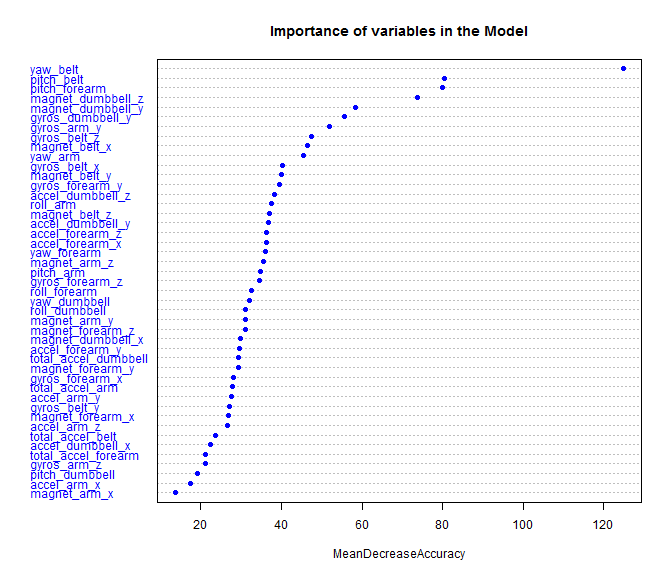 Importance of variables in the Model
yaw_belt
pitch_belt
pitch_forearm
magnet_dumbbell_z
magnet_dumbbell_y
gyros_dumbbell_y
gyros_arm_y
gyros_belt_z
magnet_belt_x
yaw_arm
gyros_belt_x
magnet_belt_y
gyros_forearm_y
accel_dumbbell_z
roll_arm
magnet_belt_z
accel_dumbbell_y
accel_forearm_z
accel_forearm_x
yaw_forearm
magnet_arm_z
pitch_arm
gyros_forearm_z
roll_forearm
yaw_dumbbell
roll_dumbbell
magnet_arm_y
magnet_forearm_z
magnet_dumbbell_x
accel_forearm_y
total_accel_dumbbell
magnet_forearm_y
gyros_forearm_x
total_accel_arm
accel_arm_y
gyros_belt_y
magnet_forearm_x
accel_arm_z
total_accel_belt
accel_dumbbell_x
total_accel_forearm
gyros_arm_z
pitch_dumbbell
accel_arm_x
magnet_arm_x
20 40 60 80 100 120
MeanDecreaseAccuracy